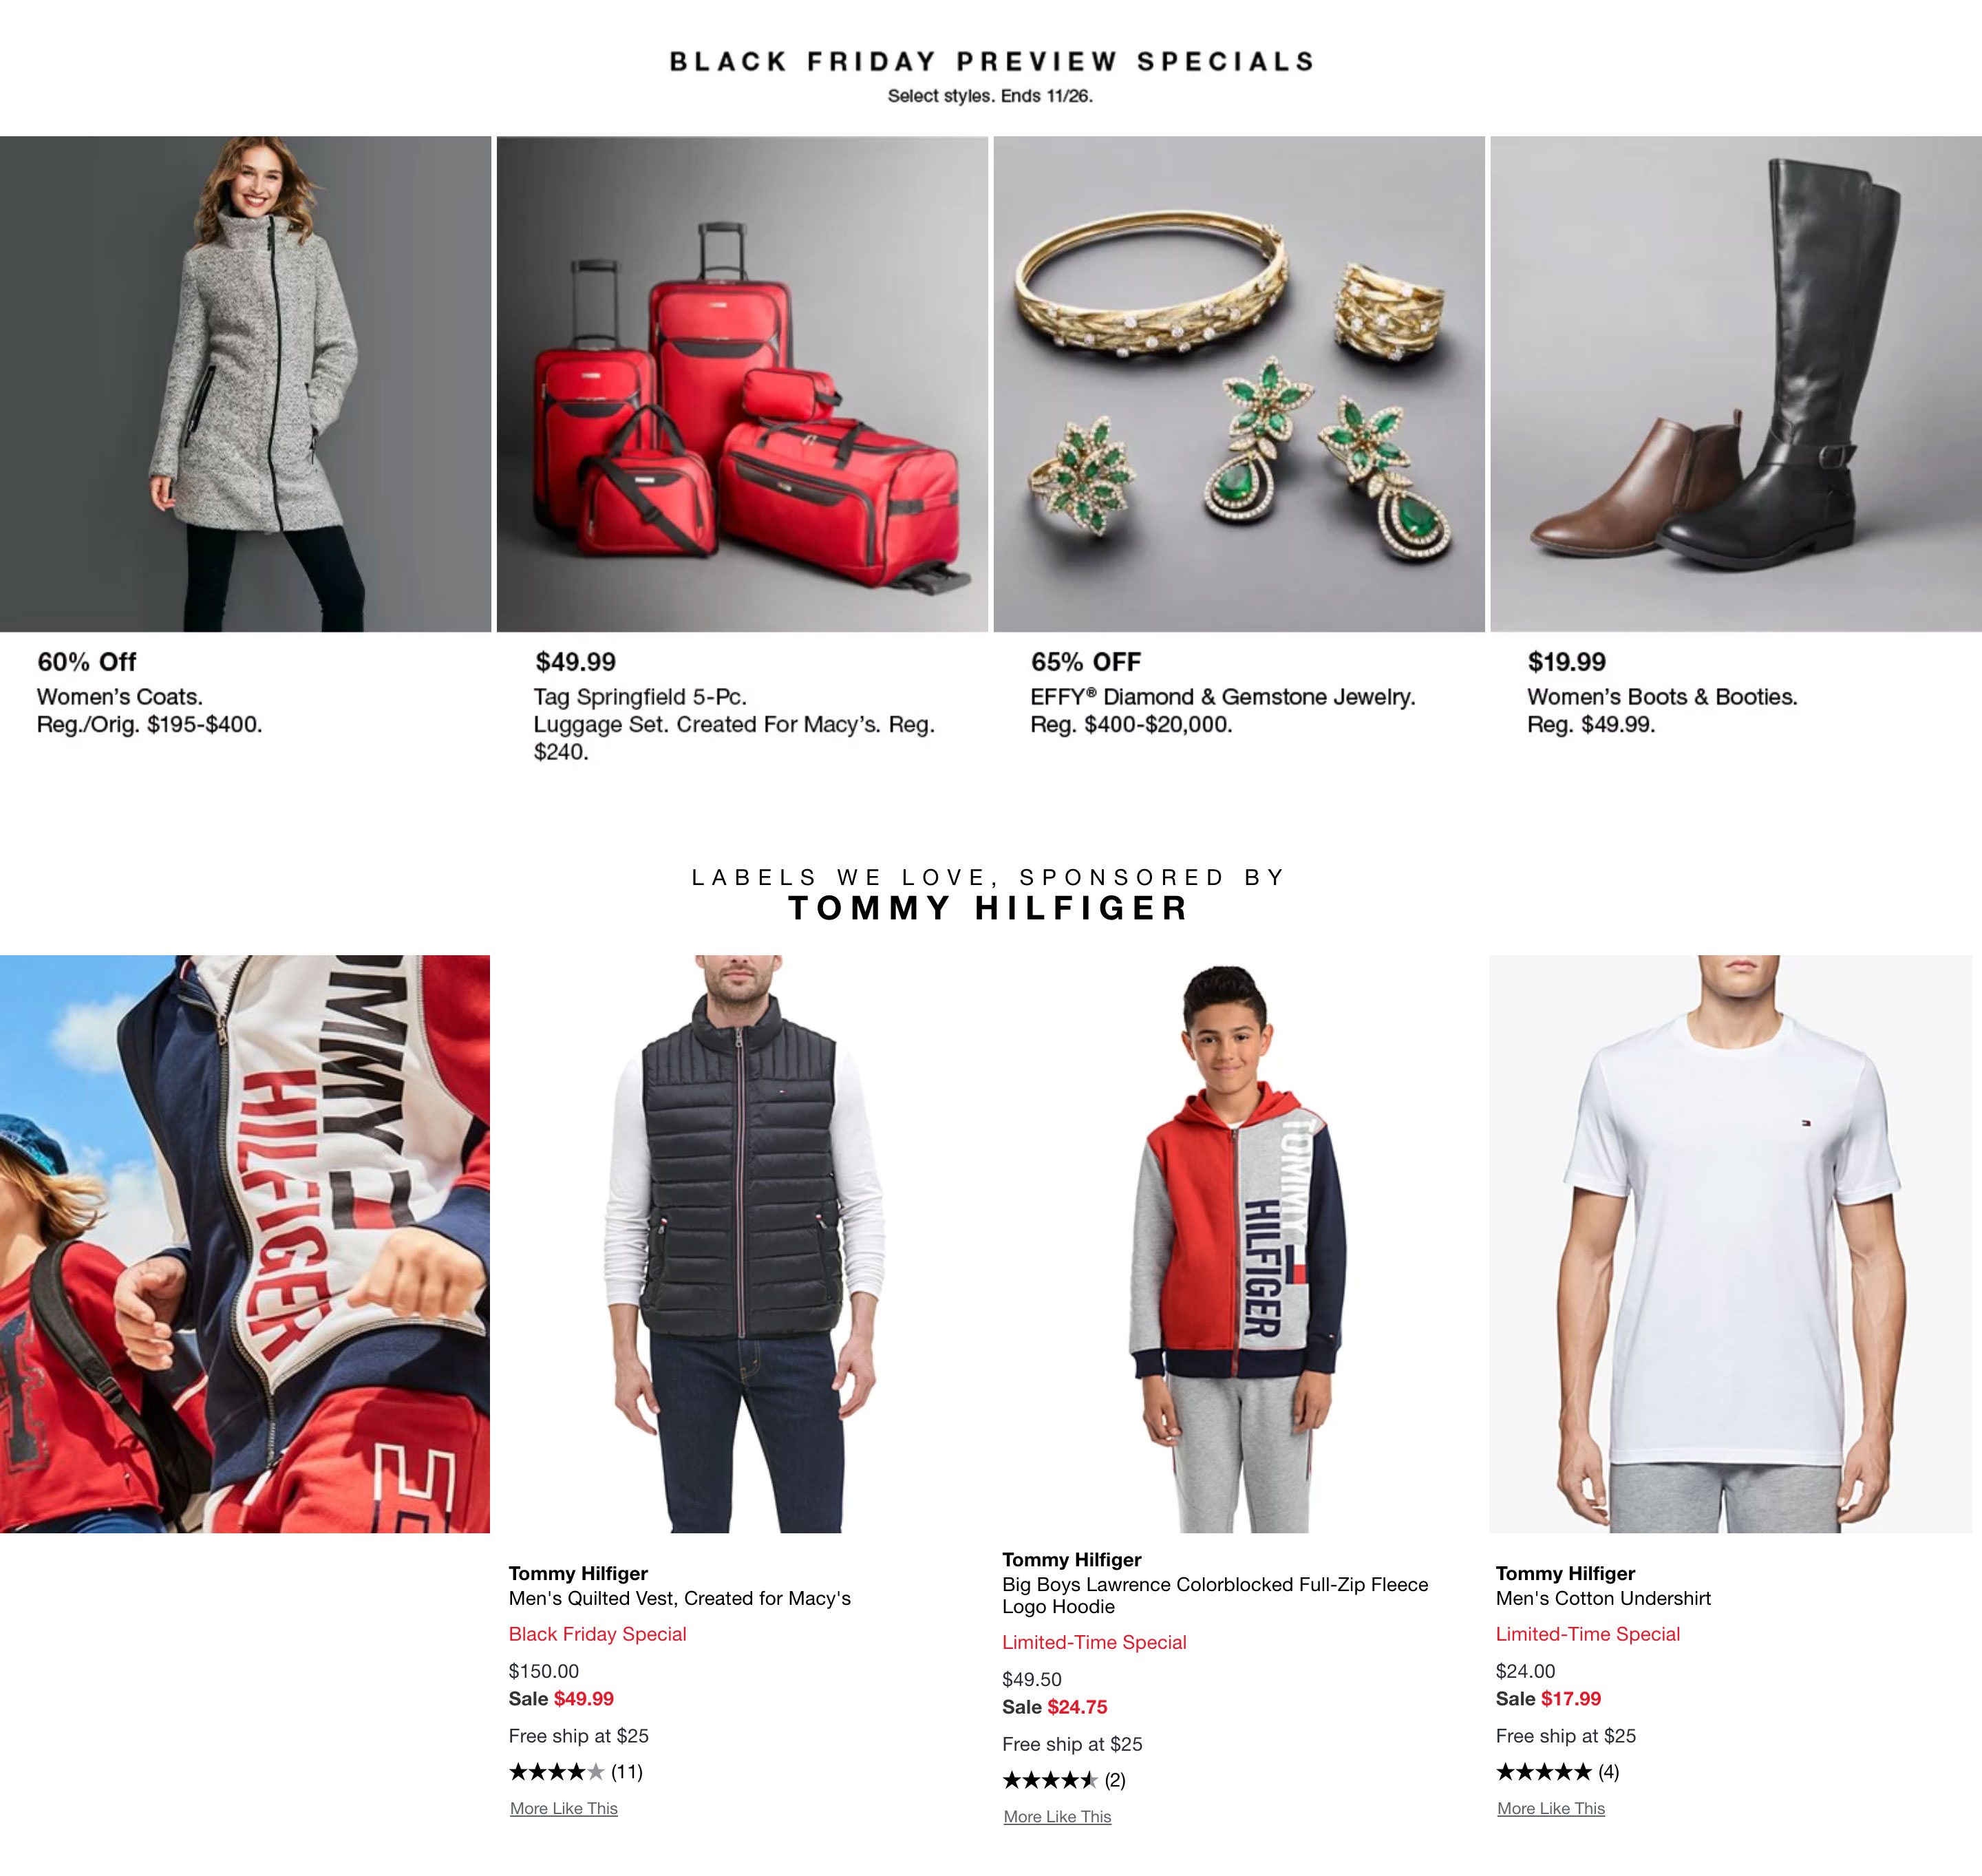 BLACK FRIDAY PREVIEW SPECIALS
Select styles. Ends 11/26.
60% Off
Women's Coats.
Reg./Orig. $195-$400.
$49.99
Tag Springfield 5-Pc.
Luggage Set. Created For Macy's. Reg.
$240.
65% OFF
EFFY® Diamond & Gemstone Jewelry.
Reg. $400-$20,000.
$19.99
Women's Boots & Booties.
Reg. $49.99.
LABELS WE LOVE, SPONSORED BY
TOMMY HILFIGER
OMMY
HILFIGER
TOMMY
HILFIGER
Tommy Hilfiger
Men's Quilted Vest, Created for Macy's
Black Friday Special
$150.00
Sale $49.99
Free ship at $25
(11)
More Like This
Tommy Hilfiger
Big Boys Lawrence Colorblocked Full-Zip Fleece
Logo Hoodie
Limited-Time Special
$49.50
Sale $24.75
Free ship at $25
(2)
More Like This
Tommy Hilfiger
Men's Cotton Undershirt
Limited-Time Special
$24.00
Sale $17.99
Free ship at $25
(4)
More Like This